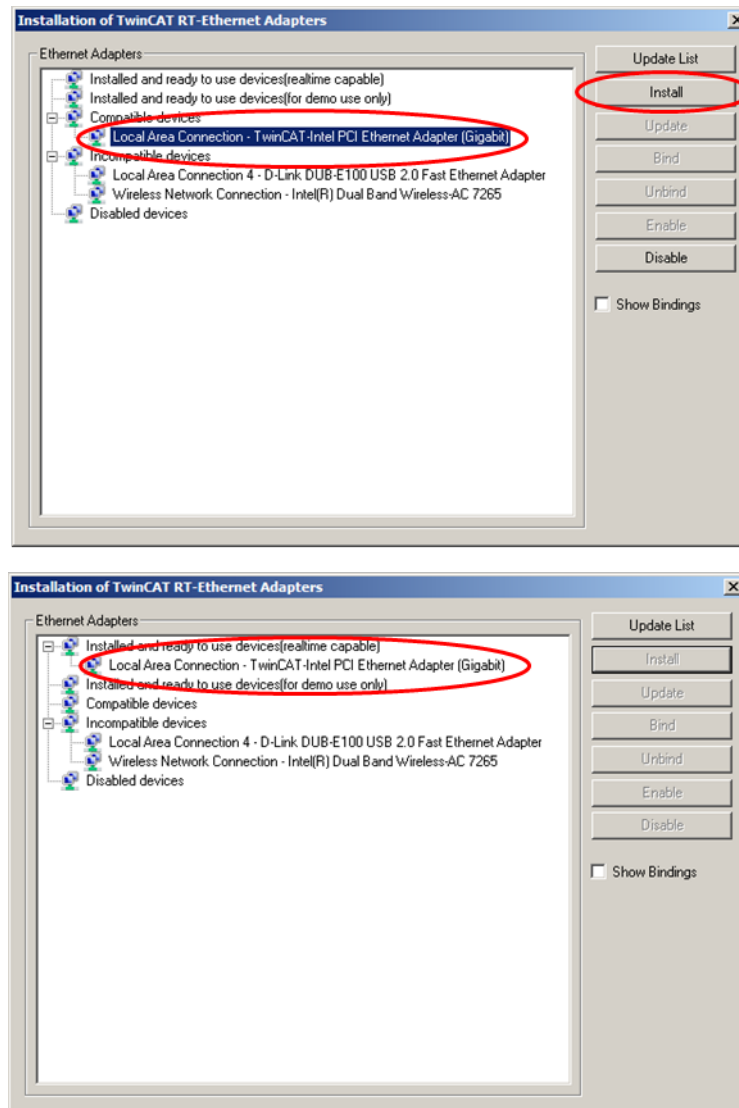 Installation of TwinCAT RT-Ethernet Adapters
Ethernet Adapters
Installed and ready to use devices(realtime capable)
Installed and ready to use devices(for demo use only)
Compatible devices
Local Area Connection - TwinCAT-Intel PCI Ethernet Adapter (Gigabit)
Incompatible devices
Local Area Connection 4 - D-Link DUB-E100 USB 2.0 Fast Ethernet Adapter
Wireless Network Connection - Intel(R) Dual Band Wireless-AC 7265
Disabled devices
Update List
Install
Update
Bind
Unbind
Enable
Disable
Show Bindings
Installation of TwinCAT RT-Ethernet Adapters
Ethernet Adapters
Installed and ready to use devices(realtime capable)
Local Area Connection - TwinCAT-Intel PCI Ethernet Adapter (Gigabit)
Installed and ready to use devices(for demo use only)
Compatible devices
Incompatible devices
Local Area Connection 4 - D-Link DUB-E100 USB 2.0 Fast Ethernet Adapter
Wireless Network Connection - Intel(R) Dual Band Wireless-AC 7265
Disabled devices
Update List
Install
Update
Bind
Unbind
Enable
Disable
Show Bindings